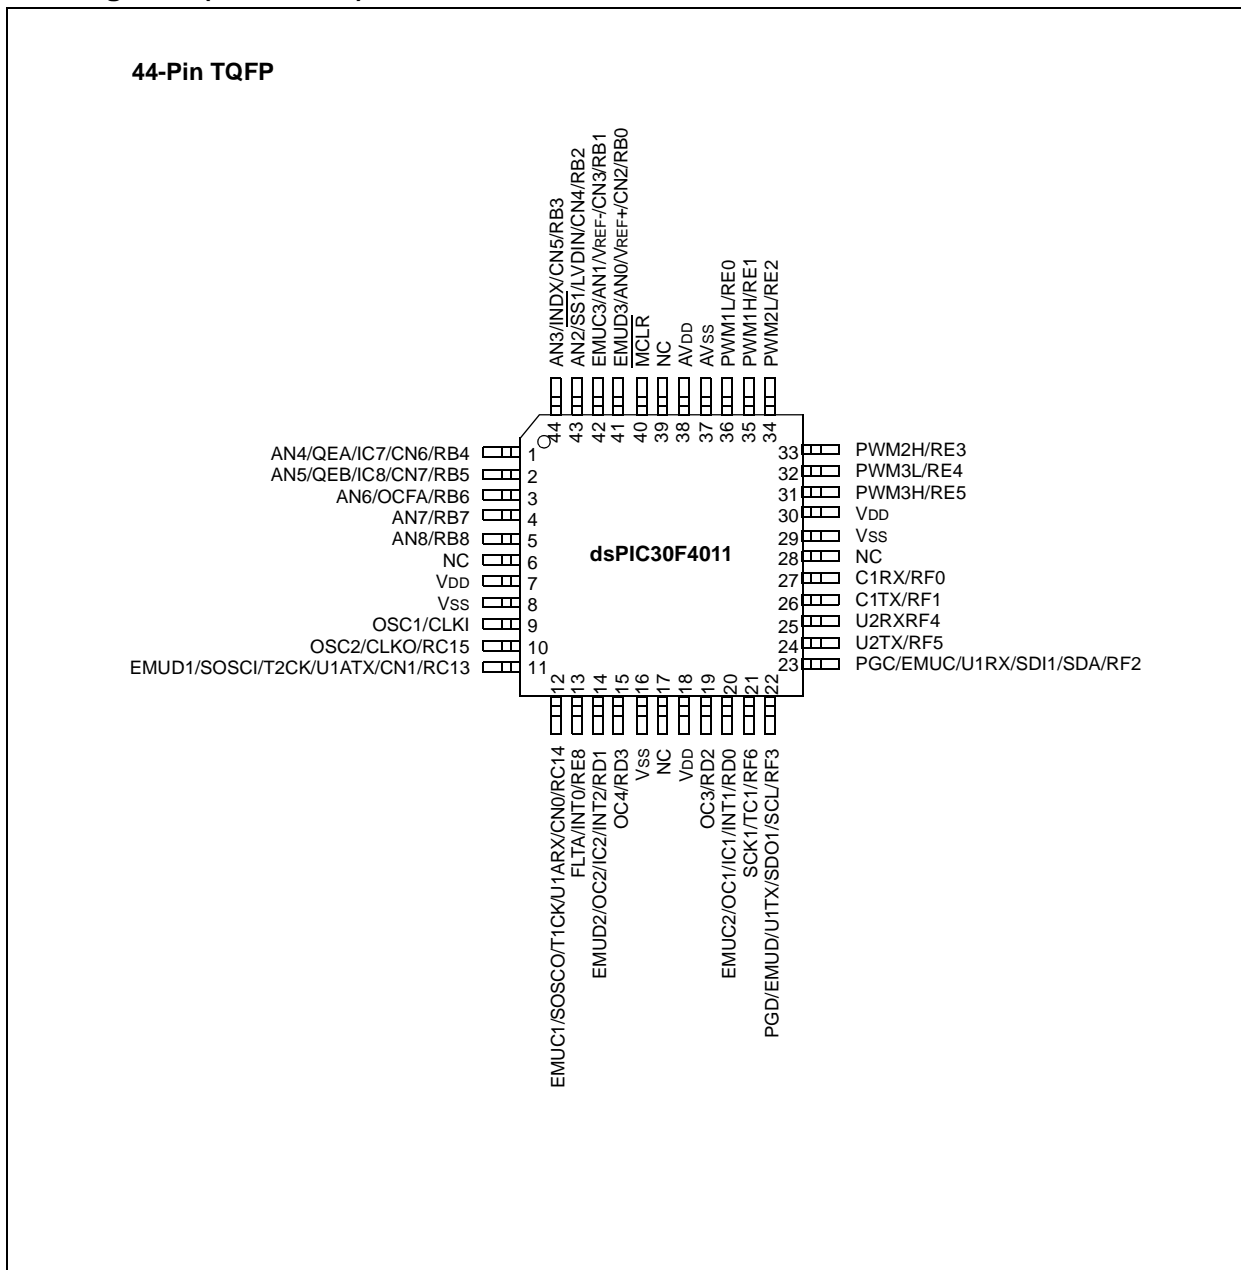 44-Pin TQFP
AN3/INDX/CN5/RB3
AN2/SS1/LVDIN/CN4/RB2
EMUC3/AN1/VREF-/CN3/RB1
EMUD3/AN0/VREF+/CN2/RB0
MCLR
NC
AVDD
AVSS
PWM1L/RE0
PWM1H/RE1
PWM2L/RE2
44
43
42
41
40
39
38
37
36
35
34
AN4/QEA/IC7/CN6/RB4 1
AN5/QEB/IC8/CN7/RB5 2
AN6/OCFA/RB6 3
AN7/RB7 4
AN8/RB8 5
NC 6
VDD 7
VSS 8
OSC1/CLKI 9
OSC2/CLKO/RC15 10
EMUD1/SOSCI/T2CK/U1ATX/CN1/RC13 11
dsPIC30F4011
33 PWM2H/RE3
32 PWM3L/RE4
31 PWM3H/RE5
30 VDD
29 VSS
28 NC
27 C1RX/RF0
26 C1TX/RF1
25 U2RXRF4
24 U2TX/RF5
23 PGC/EMUC/U1RX/SDI1/SDA/RF2
12
13
14
15
16
17
18
19
20
21
22
EMUC1/SOSCO/T1CK/U1ARX/CN0/RC14
FLTA/INT0/RE8
EMUD2/OC2/IC2/INT2/RD1
OC4/RD3
VSS
NC
VDD
OC3/RD2
EMUC2/OC1/IC1/INT1/RD0
SCK1/TC1/RF6
PGD/EMUD/U1TX/SDO1/SCL/RF3